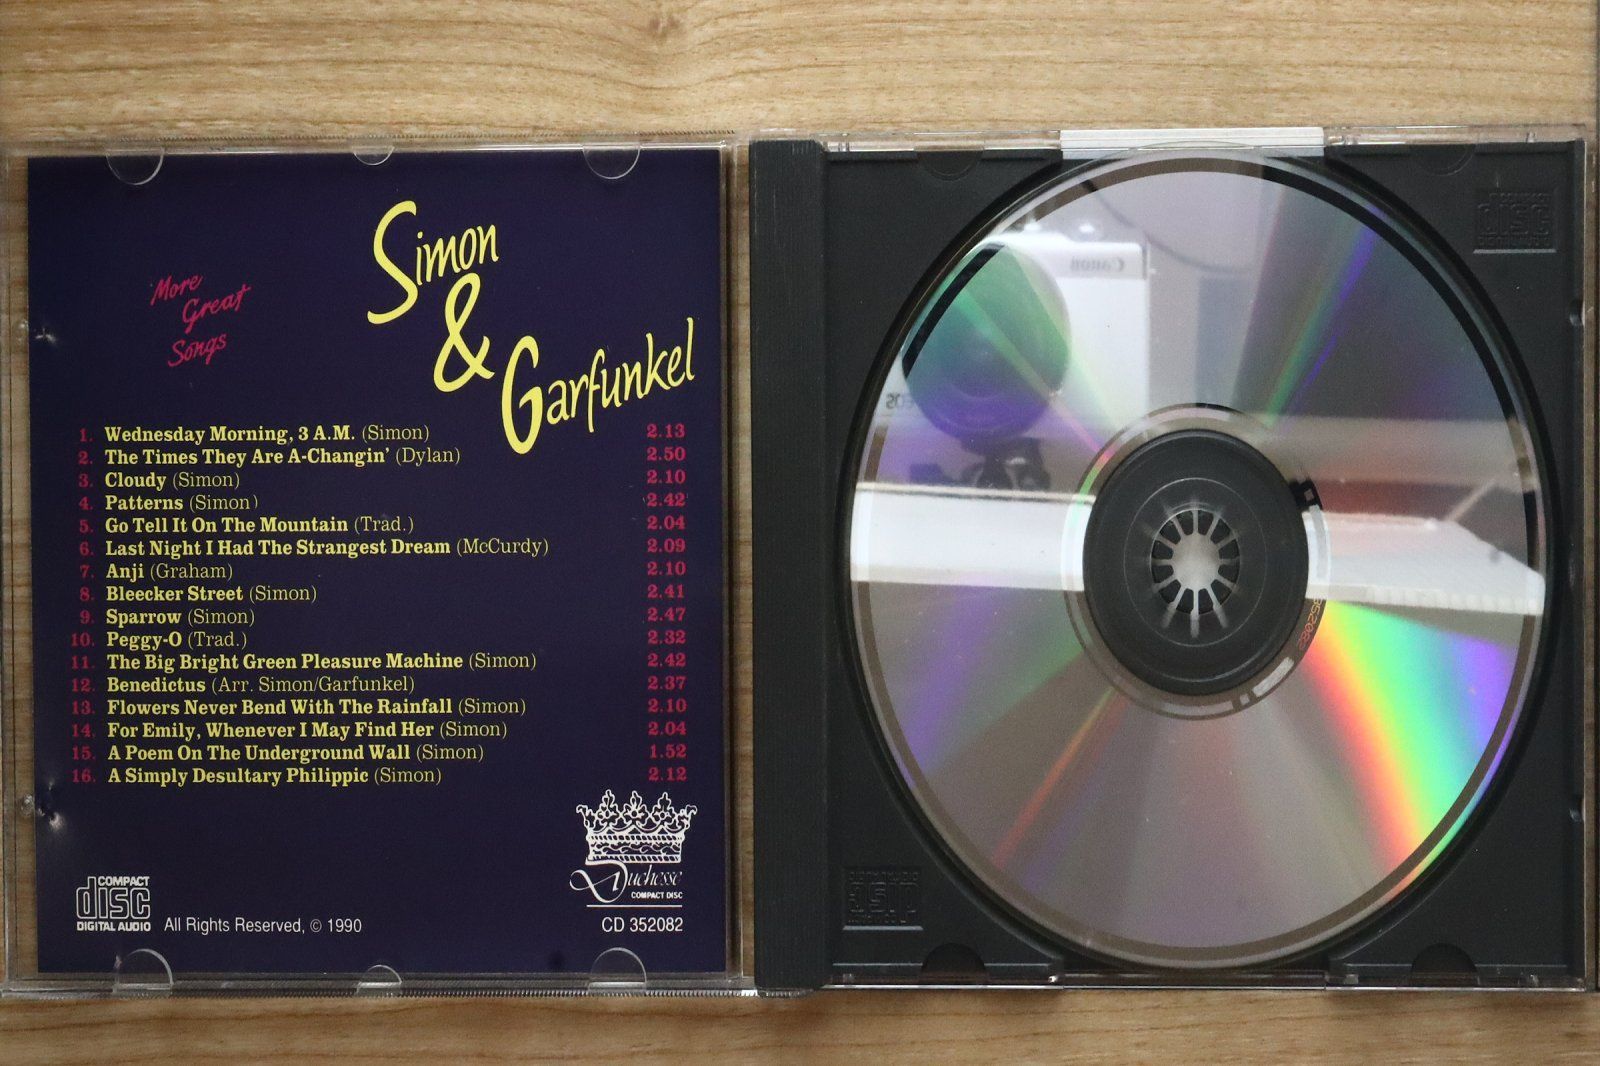 More
Great
Songs
Simon
&
Garfunkel
1. Wednesday Morning, 3 A.M. (Simon) 2.13
2. The Times They Are A-Changin' (Dylan) 2.50
3. Cloudy (Simon) 2.10
4. Patterns (Simon) 2.42
5. Go Tell It On The Mountain (Trad.) 2.04
6. Last Night I Had The Strangest Dream (McCurdy) 2.09
7. Anji (Graham) 2.10
8. Bleecker Street (Simon) 2.41
9. Sparrow (Simon) 2.47
10. Peggy-O (Trad.) 2.32
11. The Big Bright Green Pleasure Machine (Simon) 2.42
12. Benedictus (Arr. Simon/Garfunkel) 2.37
13. Flowers Never Bend With The Rainfall (Simon) 2.10
14. For Emily, Whenever I May Find Her (Simon) 2.04
15. A Poem On The Underground Wall (Simon) 1.52
16. A Simply Desultary Philippic (Simon) 2.12
COMPACT
disc
DIGITAL AUDIO
All Rights Reserved, © 1990
Duchesse
COMPACT DISC
CD 352082
Canon
EOS
352082
disc